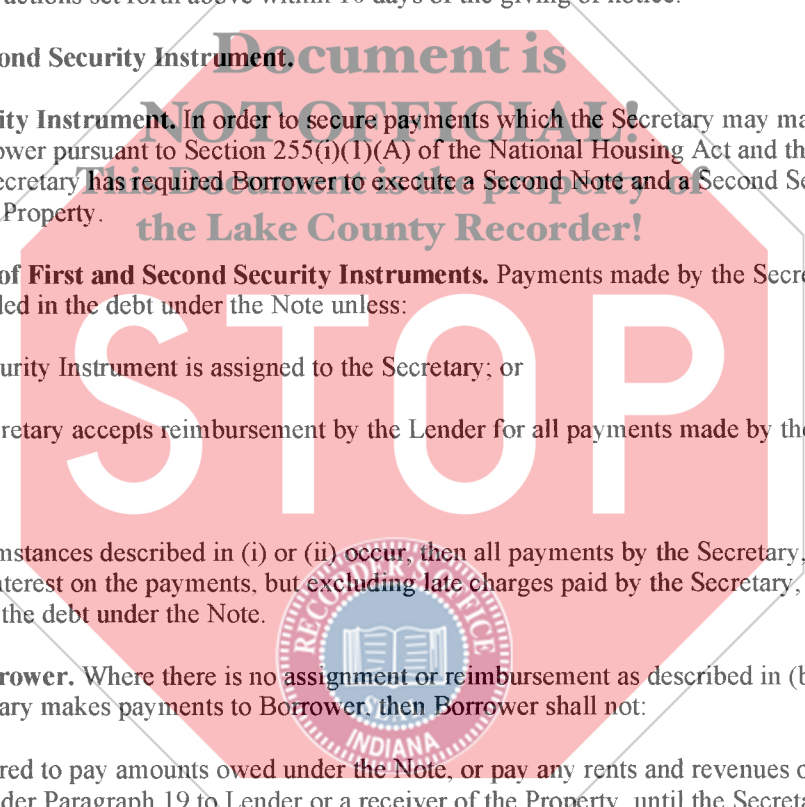 actions set forth above within 10 days of the giving of notice.
ond Security Instrument.
Document is
NOT OFFICIAL!
This Document is the property of
the Lake County Recorder!
ity Instrument. In order to secure payments which the Secretary may ma
ower pursuant to Section 255(i)(1)(A) of the National Housing Act and th
ecretary has required Borrower to execute a Second Note and a Second Se
Property.
of First and Second Security Instruments. Payments made by the Secre
led in the debt under the Note unless:
STOP
urity Instrument is assigned to the Secretary; or
retary accepts reimbursement by the Lender for all payments made by the
mstances described in (i) or (ii) occur, then all payments by the Secretary,
nterest on the payments, but excluding late charges paid by the Secretary,
the debt under the Note.
RECORDER'S OFFICE
SEAL
INDIANA
rower. Where there is no assignment or reimbursement as described in (b
ary makes payments to Borrower, then Borrower shall not:
red to pay amounts owed under the Note, or pay any rents and revenues o
der Paragraph 19 to Lender or a receiver of the Property, until the Secreta